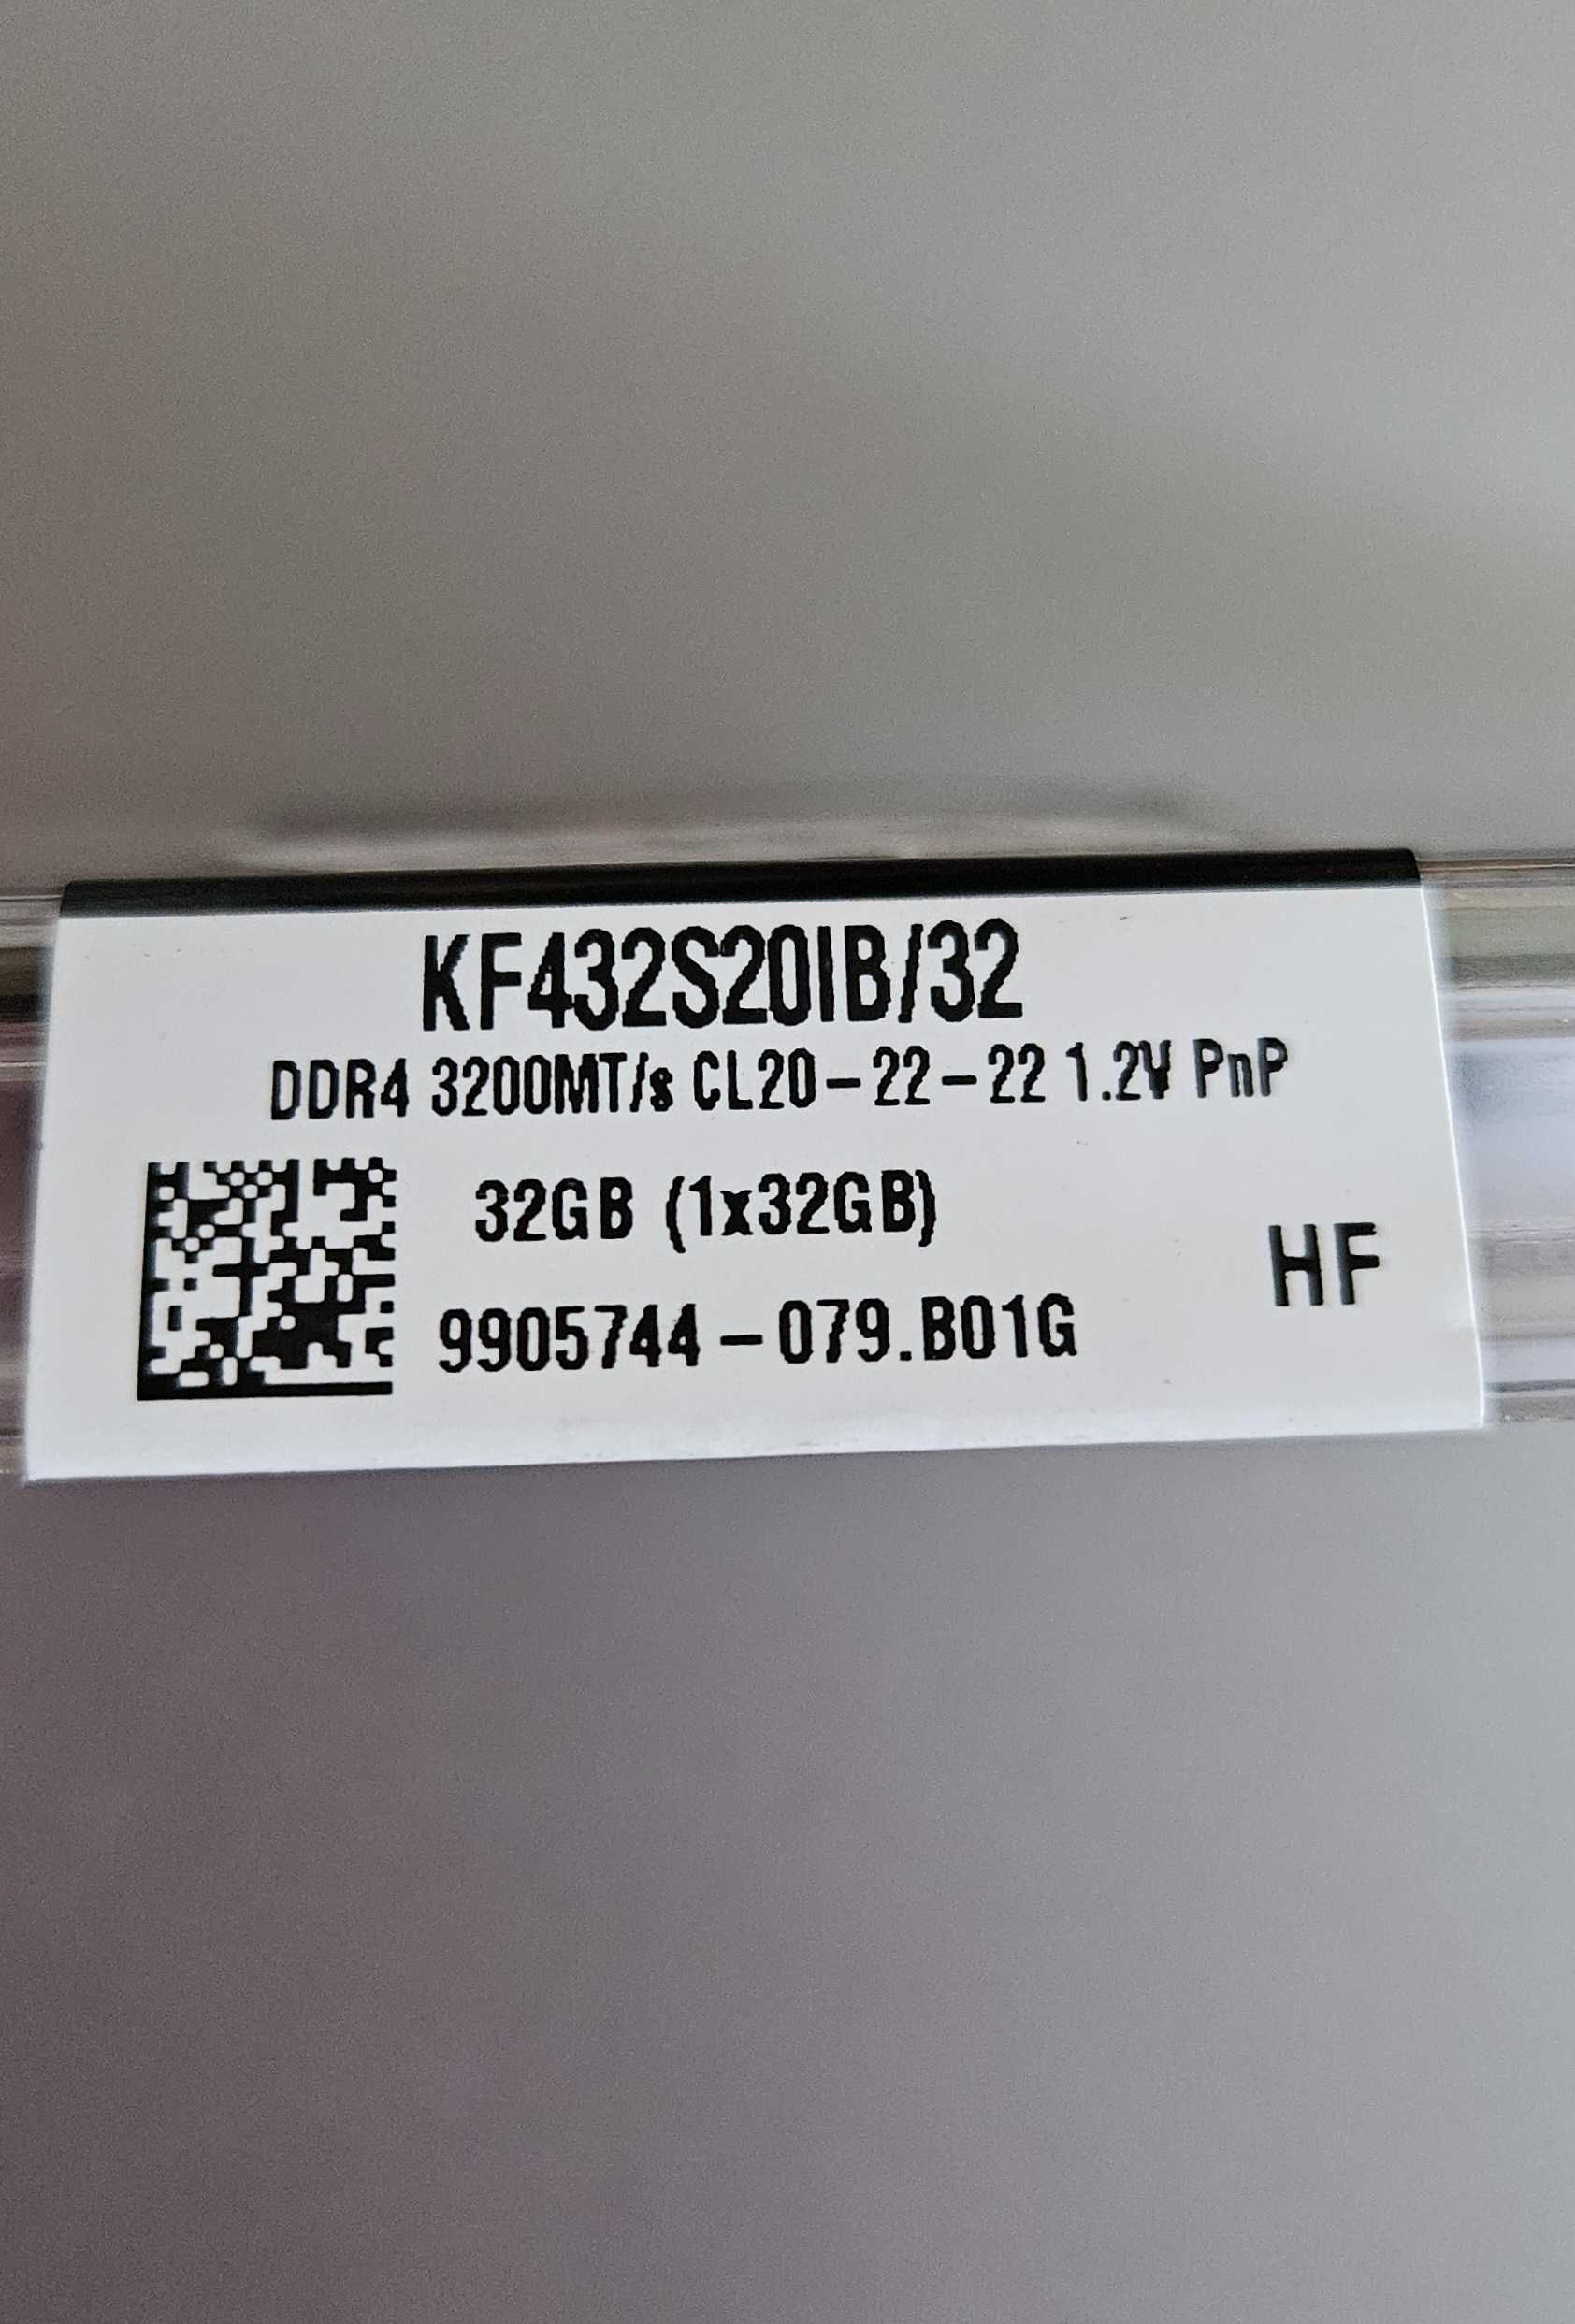 KF432S20IB/32
DDR4 3200MT/s CL20-22-22 1.2V PnP
32GB (1x32GB)
HF
9905744-079.B01G